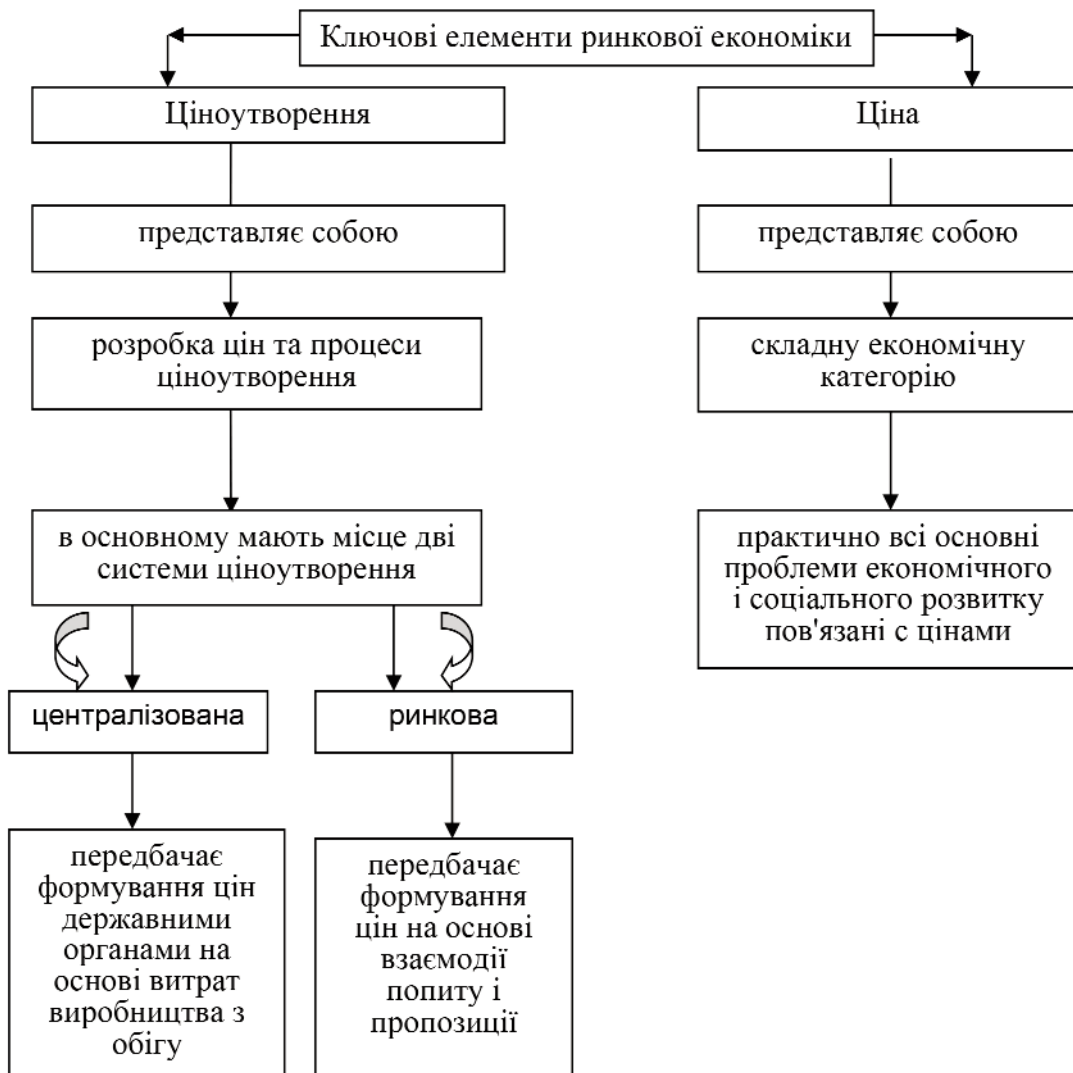 Ключові елементи ринкової економіки
Ціноутворення
Ціна
представляє собою
представляє собою
розробка цін та процеси
ціноутворення
складну економічну
категорію
в основному мають місце дві
системи ціноутворення
практично всі основні
проблеми економічного
і соціального розвитку
пов'язані с цінами
централізована
ринкова
передбачає
формування цін
державними
органами на
основі витрат
виробництва з
обігу
передбачає
формування
цін на основі
взаємодії
попиту і
пропозиції